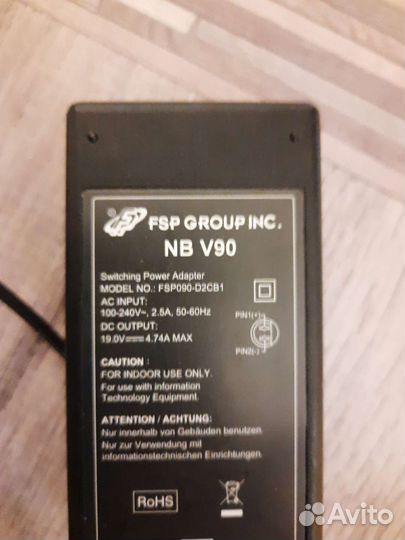 FSP GROUP INC.
NB V90
Switching Power Adapter
MODEL NO.: FSP090-D2CB1
AC INPUT:
100-240V~, 2.5A, 50-60Hz
DC OUTPUT:
19.0V⎓4.74A MAX
PIN1(+)
PIN2(-)
CAUTION :
FOR INDOOR USE ONLY.
For use with information
Technology Equipment.
ATTENTION / ACHTUNG:
Nur innerhalb von Gebäuden benutzen.
Nur zur Verwendung mit
informationstechnischen Einrichtungen.
RoHS
Avito